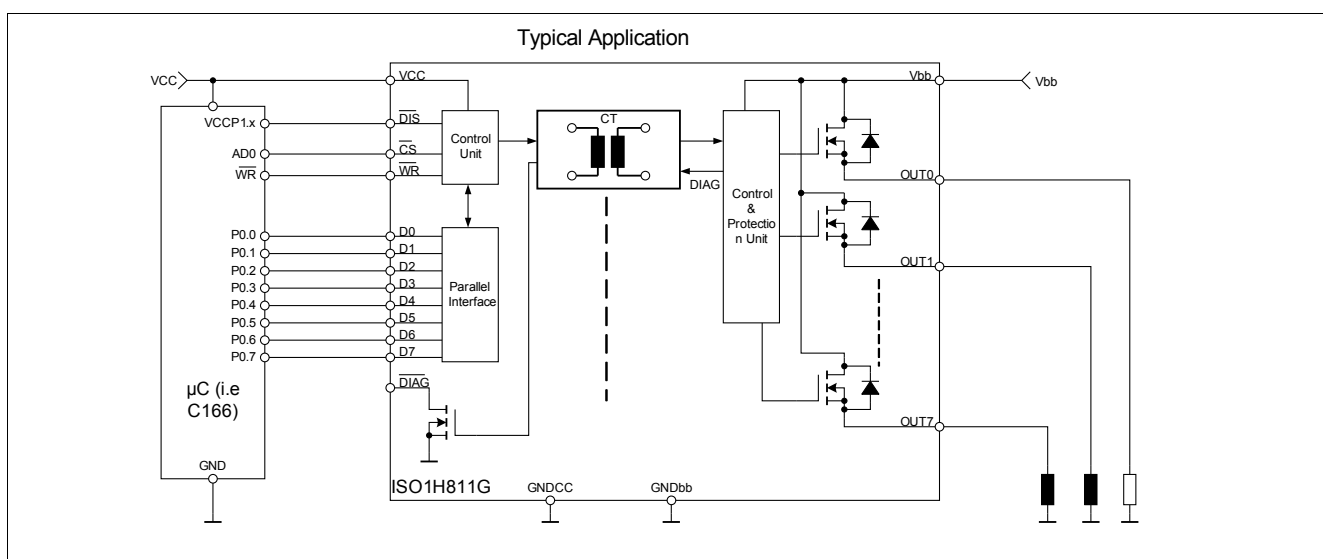 Typical Application
VCC
VCC
Vbb
Vbb
VCCP1.x
DIS
Control
Unit
CT
AD0
CS
WR
WR
DIAG
Control
&
Protectio
n Unit
OUT0
P0.0
D0
P0.1
D1
P0.2
D2
P0.3
D3
P0.4
D4
P0.5
D5
P0.6
D6
P0.7
D7
Parallel
Interface
OUT1
µC (i.e
C166)
DIAG
OUT7
GND
ISO1H811G
GNDCC
GNDbb